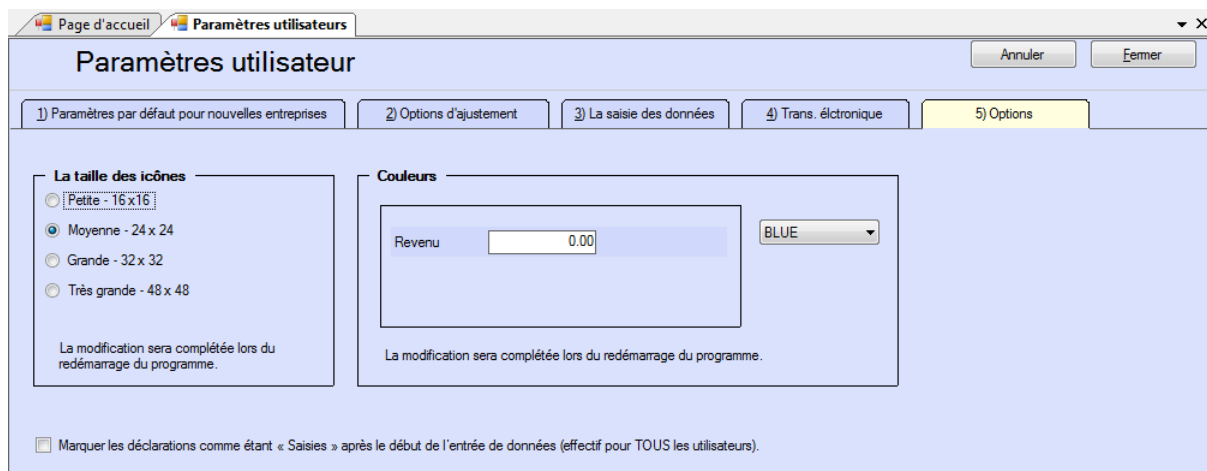 Page d'accueil
Paramètres utilisateurs
Paramètres utilisateur
Annuler
Fermer
1) Paramètres par défaut pour nouvelles entreprises
2) Options d'ajustement
3) La saisie des données
4) Trans. élctronique
5) Options
La taille des icônes
Petite - 16 x16
Moyenne - 24 x 24
Grande - 32 x 32
Très grande - 48 x 48
La modification sera complétée lors du
redémarrage du programme.
Couleurs
Revenu
0.00
BLUE
La modification sera complétée lors du redémarrage du programme.
Marquer les déclarations comme étant « Saisies » après le début de l'entrée de données (effectif pour TOUS les utilisateurs).